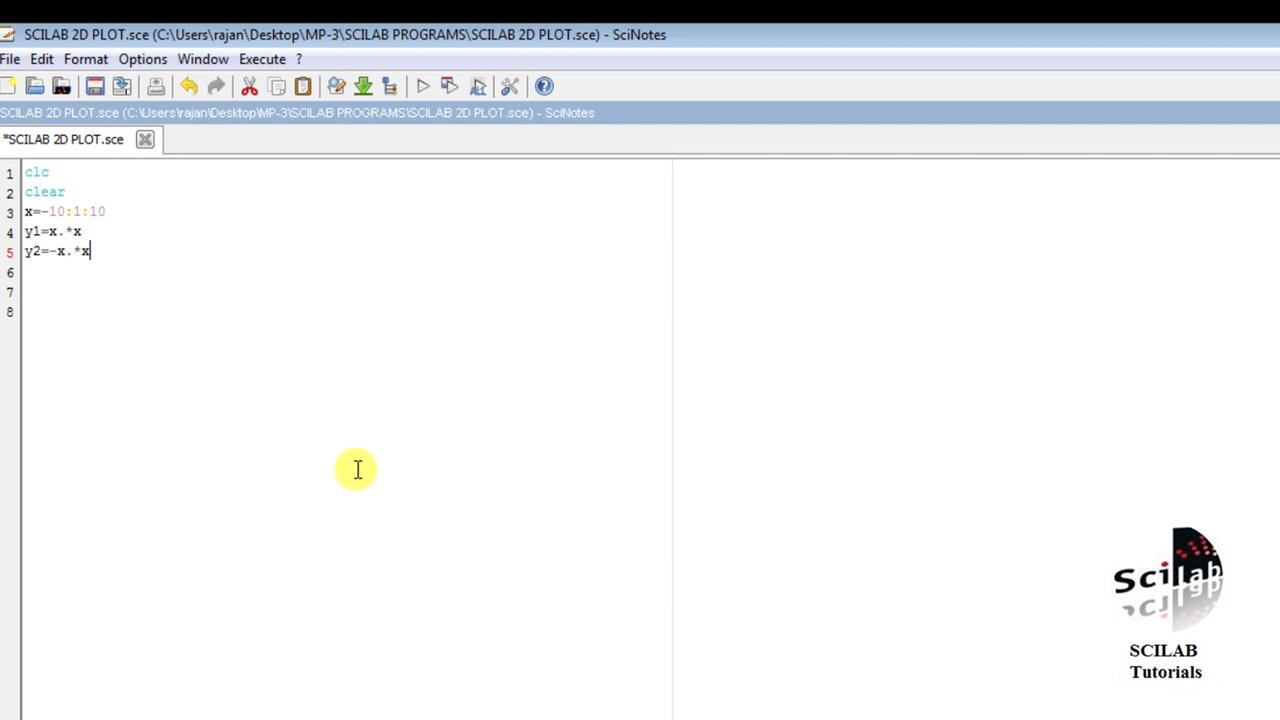 SCILAB 2D PLOT.sce (C:\Users\rajan\Desktop\MP-3\SCILAB PROGRAMS\SCILAB 2D PLOT.sce) - SciNotes
File Edit Format Options Window Execute ?
SCILAB 2D PLOT.sce (C:\Users\rajan\Desktop\MP-3\SCILAB PROGRAMS\SCILAB 2D PLOT.sce) - SciNotes
*SCILAB 2D PLOT.sce
1 clc
2 clear
3 x=-10:1:10
4 y1=x.*x
5 y2=-x.*x
6
7
8
Scilab
SCILAB
Tutorials